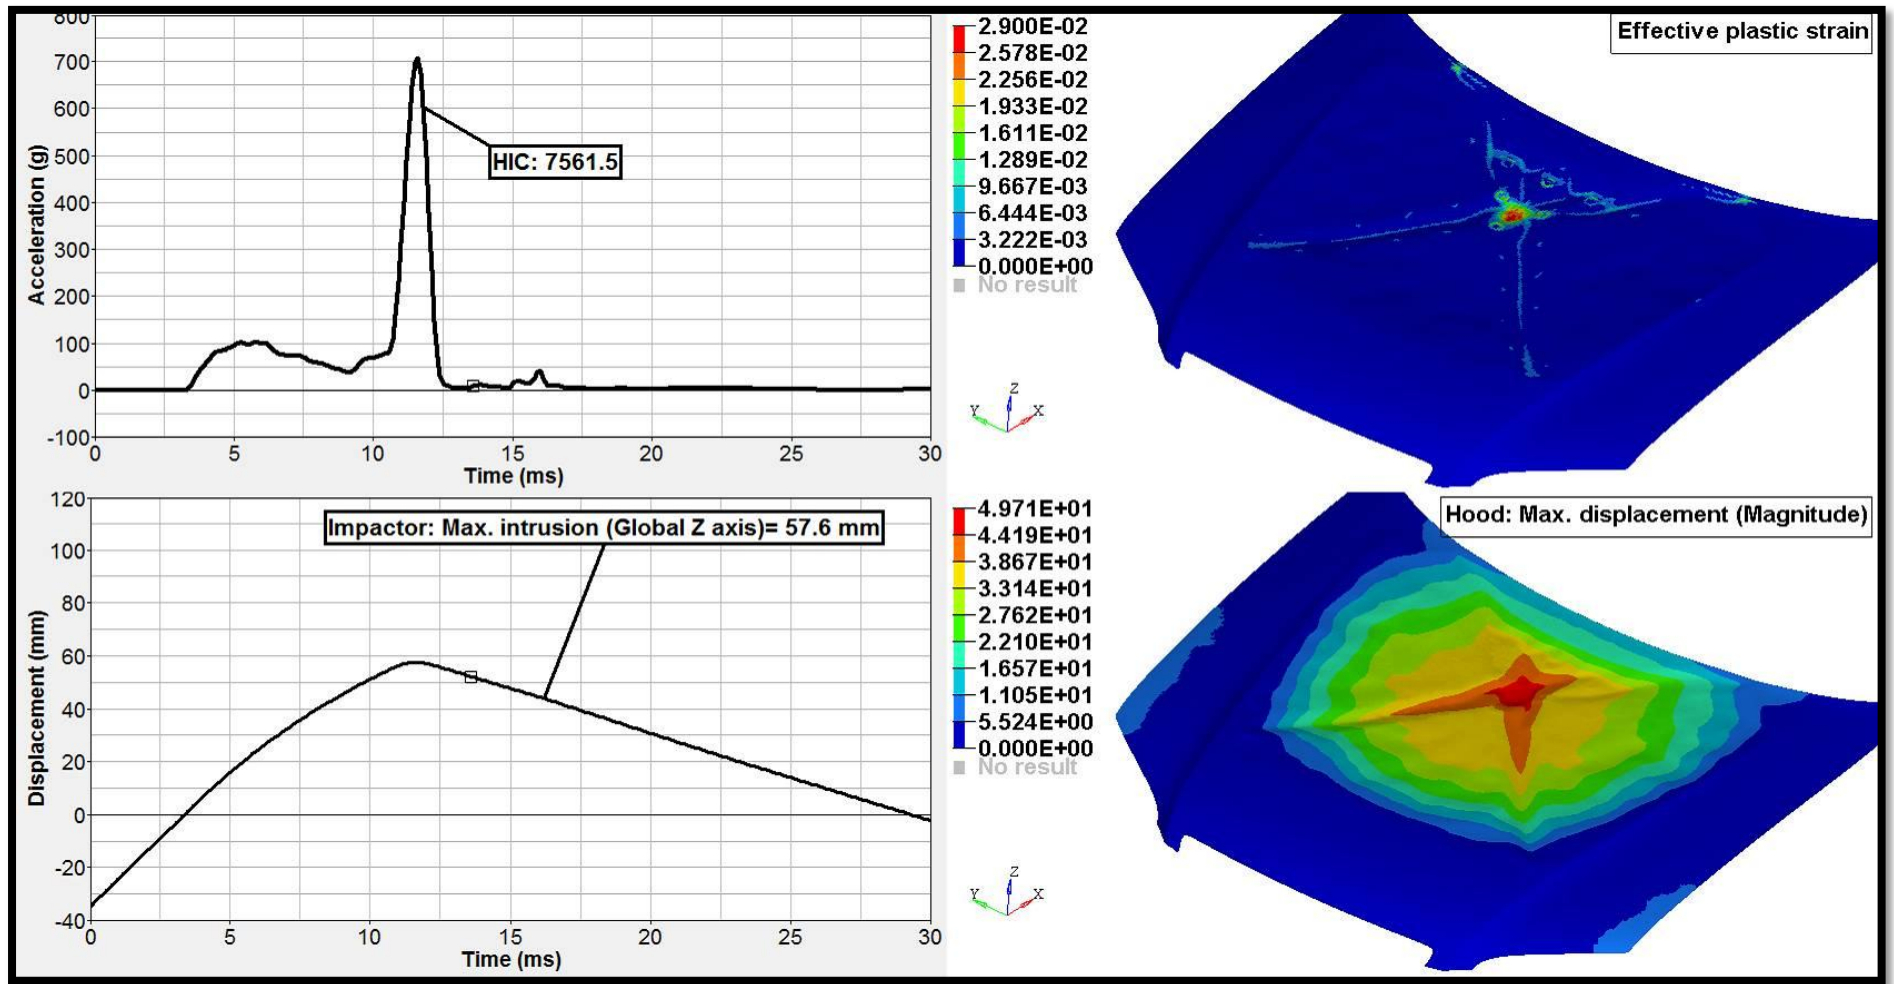 800
700
600
500
400
300
200
100
0
-100
Acceleration (g)
HIC: 7561.5
0 5 10 15 20 25 30
Time (ms)
2.900E-02
2.578E-02
2.256E-02
1.933E-02
1.611E-02
1.289E-02
9.667E-03
6.444E-03
3.222E-03
0.000E+00
No result
Effective plastic strain
Z
Y X
120
100
80
60
40
20
0
-20
-40
Displacement (mm)
Impactor: Max. intrusion (Global Z axis)= 57.6 mm
0 5 10 15 20 25 30
Time (ms)
4.971E+01
4.419E+01
3.867E+01
3.314E+01
2.762E+01
2.210E+01
1.657E+01
1.105E+01
5.524E+00
0.000E+00
No result
Hood: Max. displacement (Magnitude)
Z
Y X